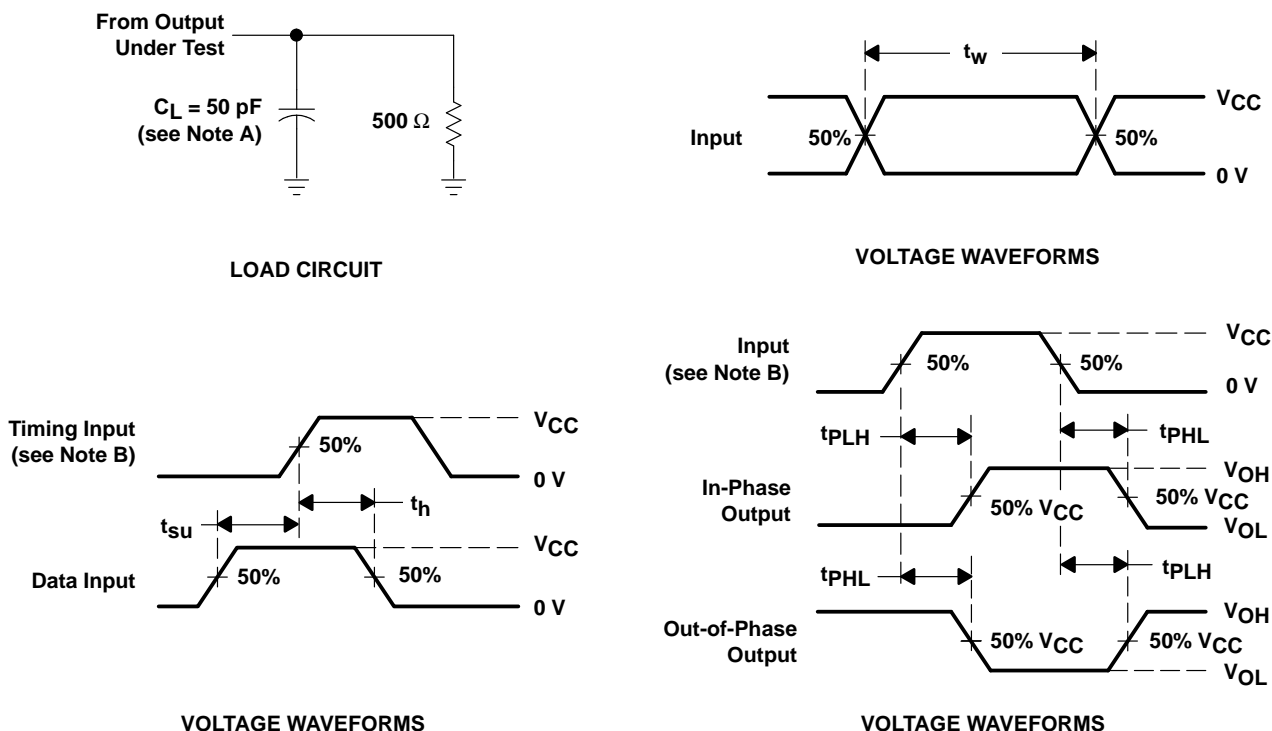 From Output
Under Test
CL = 50 pF
(see Note A)
500 Ω
LOAD CIRCUIT
tw
Input
50%
50%
VCC
0 V
VOLTAGE WAVEFORMS
Timing Input
(see Note B)
50%
VCC
0 V
th
tsu
Data Input
50%
50%
VCC
0 V
VOLTAGE WAVEFORMS
Input
(see Note B)
50%
50%
VCC
0 V
tPLH
tPHL
In-Phase
Output
50% VCC
VOH
50% VCC
VOL
tPHL
tPLH
Out-of-Phase
Output
50% VCC
VOH
50% VCC
VOL
VOLTAGE WAVEFORMS